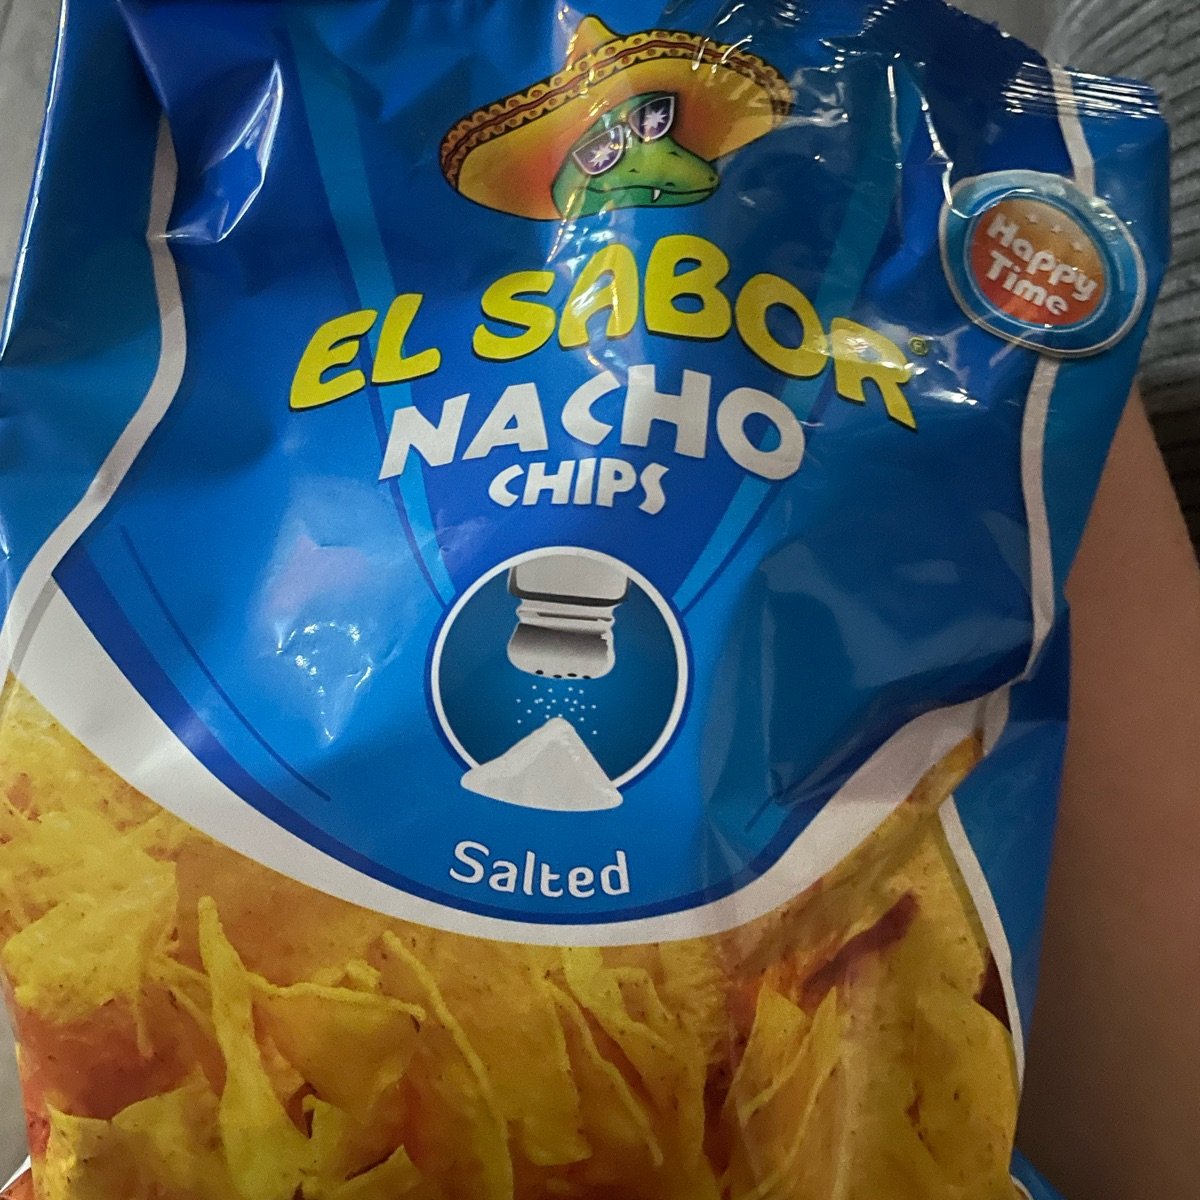 EL SABOR®
NACHO
CHIPS
Happy
Time
Salted